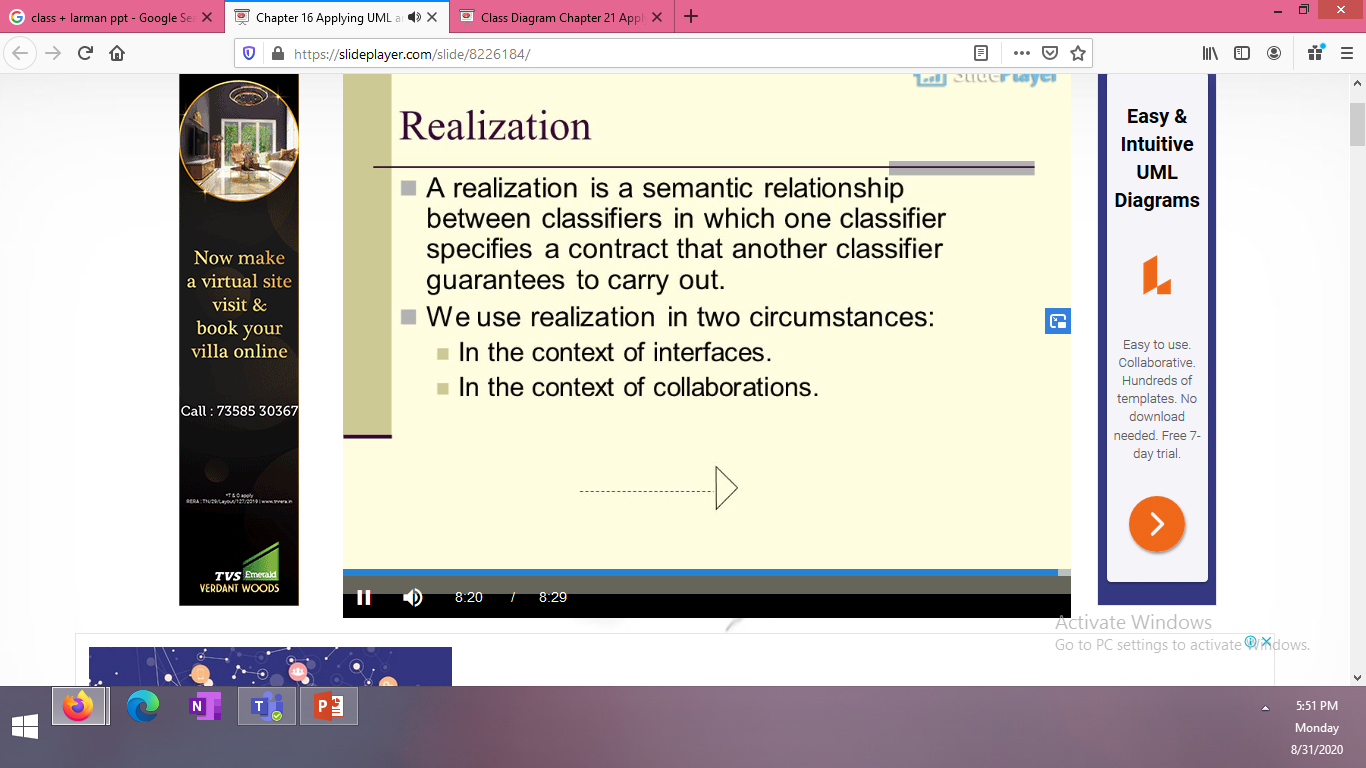 class + larman ppt - Google Se
Chapter 16 Applying UML a
Class Diagram Chapter 21 Appl
https://slideplayer.com/slide/8226184/
SlidePlayer
Realization
A realization is a semantic relationship
between classifiers in which one classifier
specifies a contract that another classifier
guarantees to carry out.
We use realization in two circumstances:
In the context of interfaces.
In the context of collaborations.
8:20 / 8:29
Now make
a virtual site
visit &
book your
villa online
Call : 73585 30367
*T & C apply
TVS Emerald
VERDANT WOODS
Easy &
Intuitive
UML
Diagrams
Easy to use.
Collaborative.
Hundreds of
templates. No
download
needed. Free 7-
day trial.
Activate Windows
Go to PC settings to activate Windows.
5:51 PM
Monday
8/31/2020